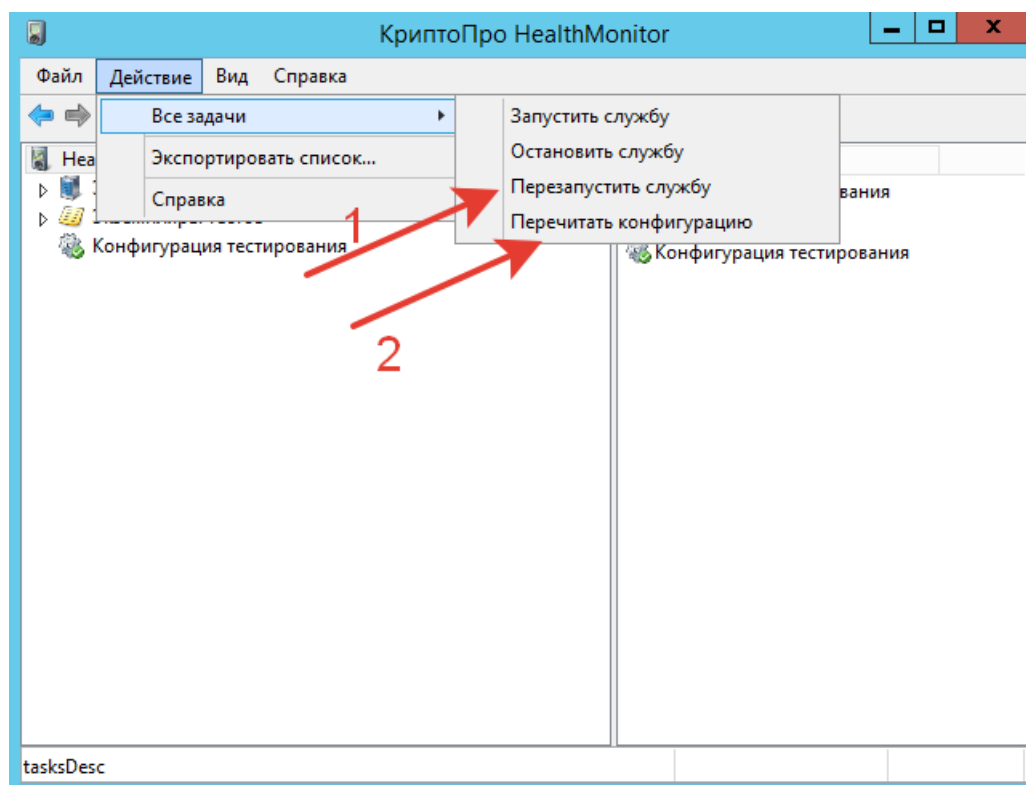 КриптоПро HealthMonitor
Файл Действие Вид Справка
Все задачи
Запустить службу
Экспортировать список...
Остановить службу
Справка
Перезапустить службу
Перечитать конфигурацию
Hea
вания
1
Конфигурация тестирования
Конфигурация тестирования
2
tasksDesc